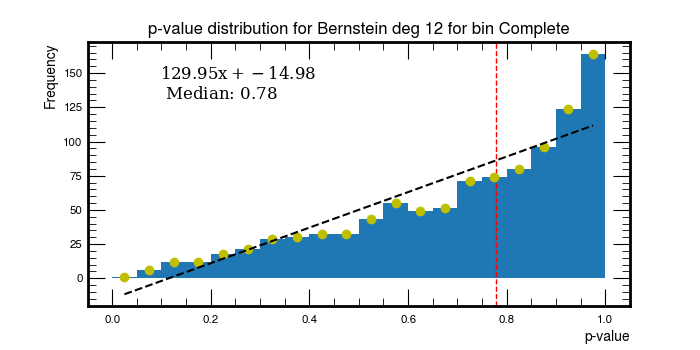 p-value distribution for Bernstein deg 12 for bin Complete
Frequency
129.95x + −14.98
Median: 0.78
150
125
100
75
50
25
0
0.0 0.2 0.4 0.6 0.8 1.0
p-value